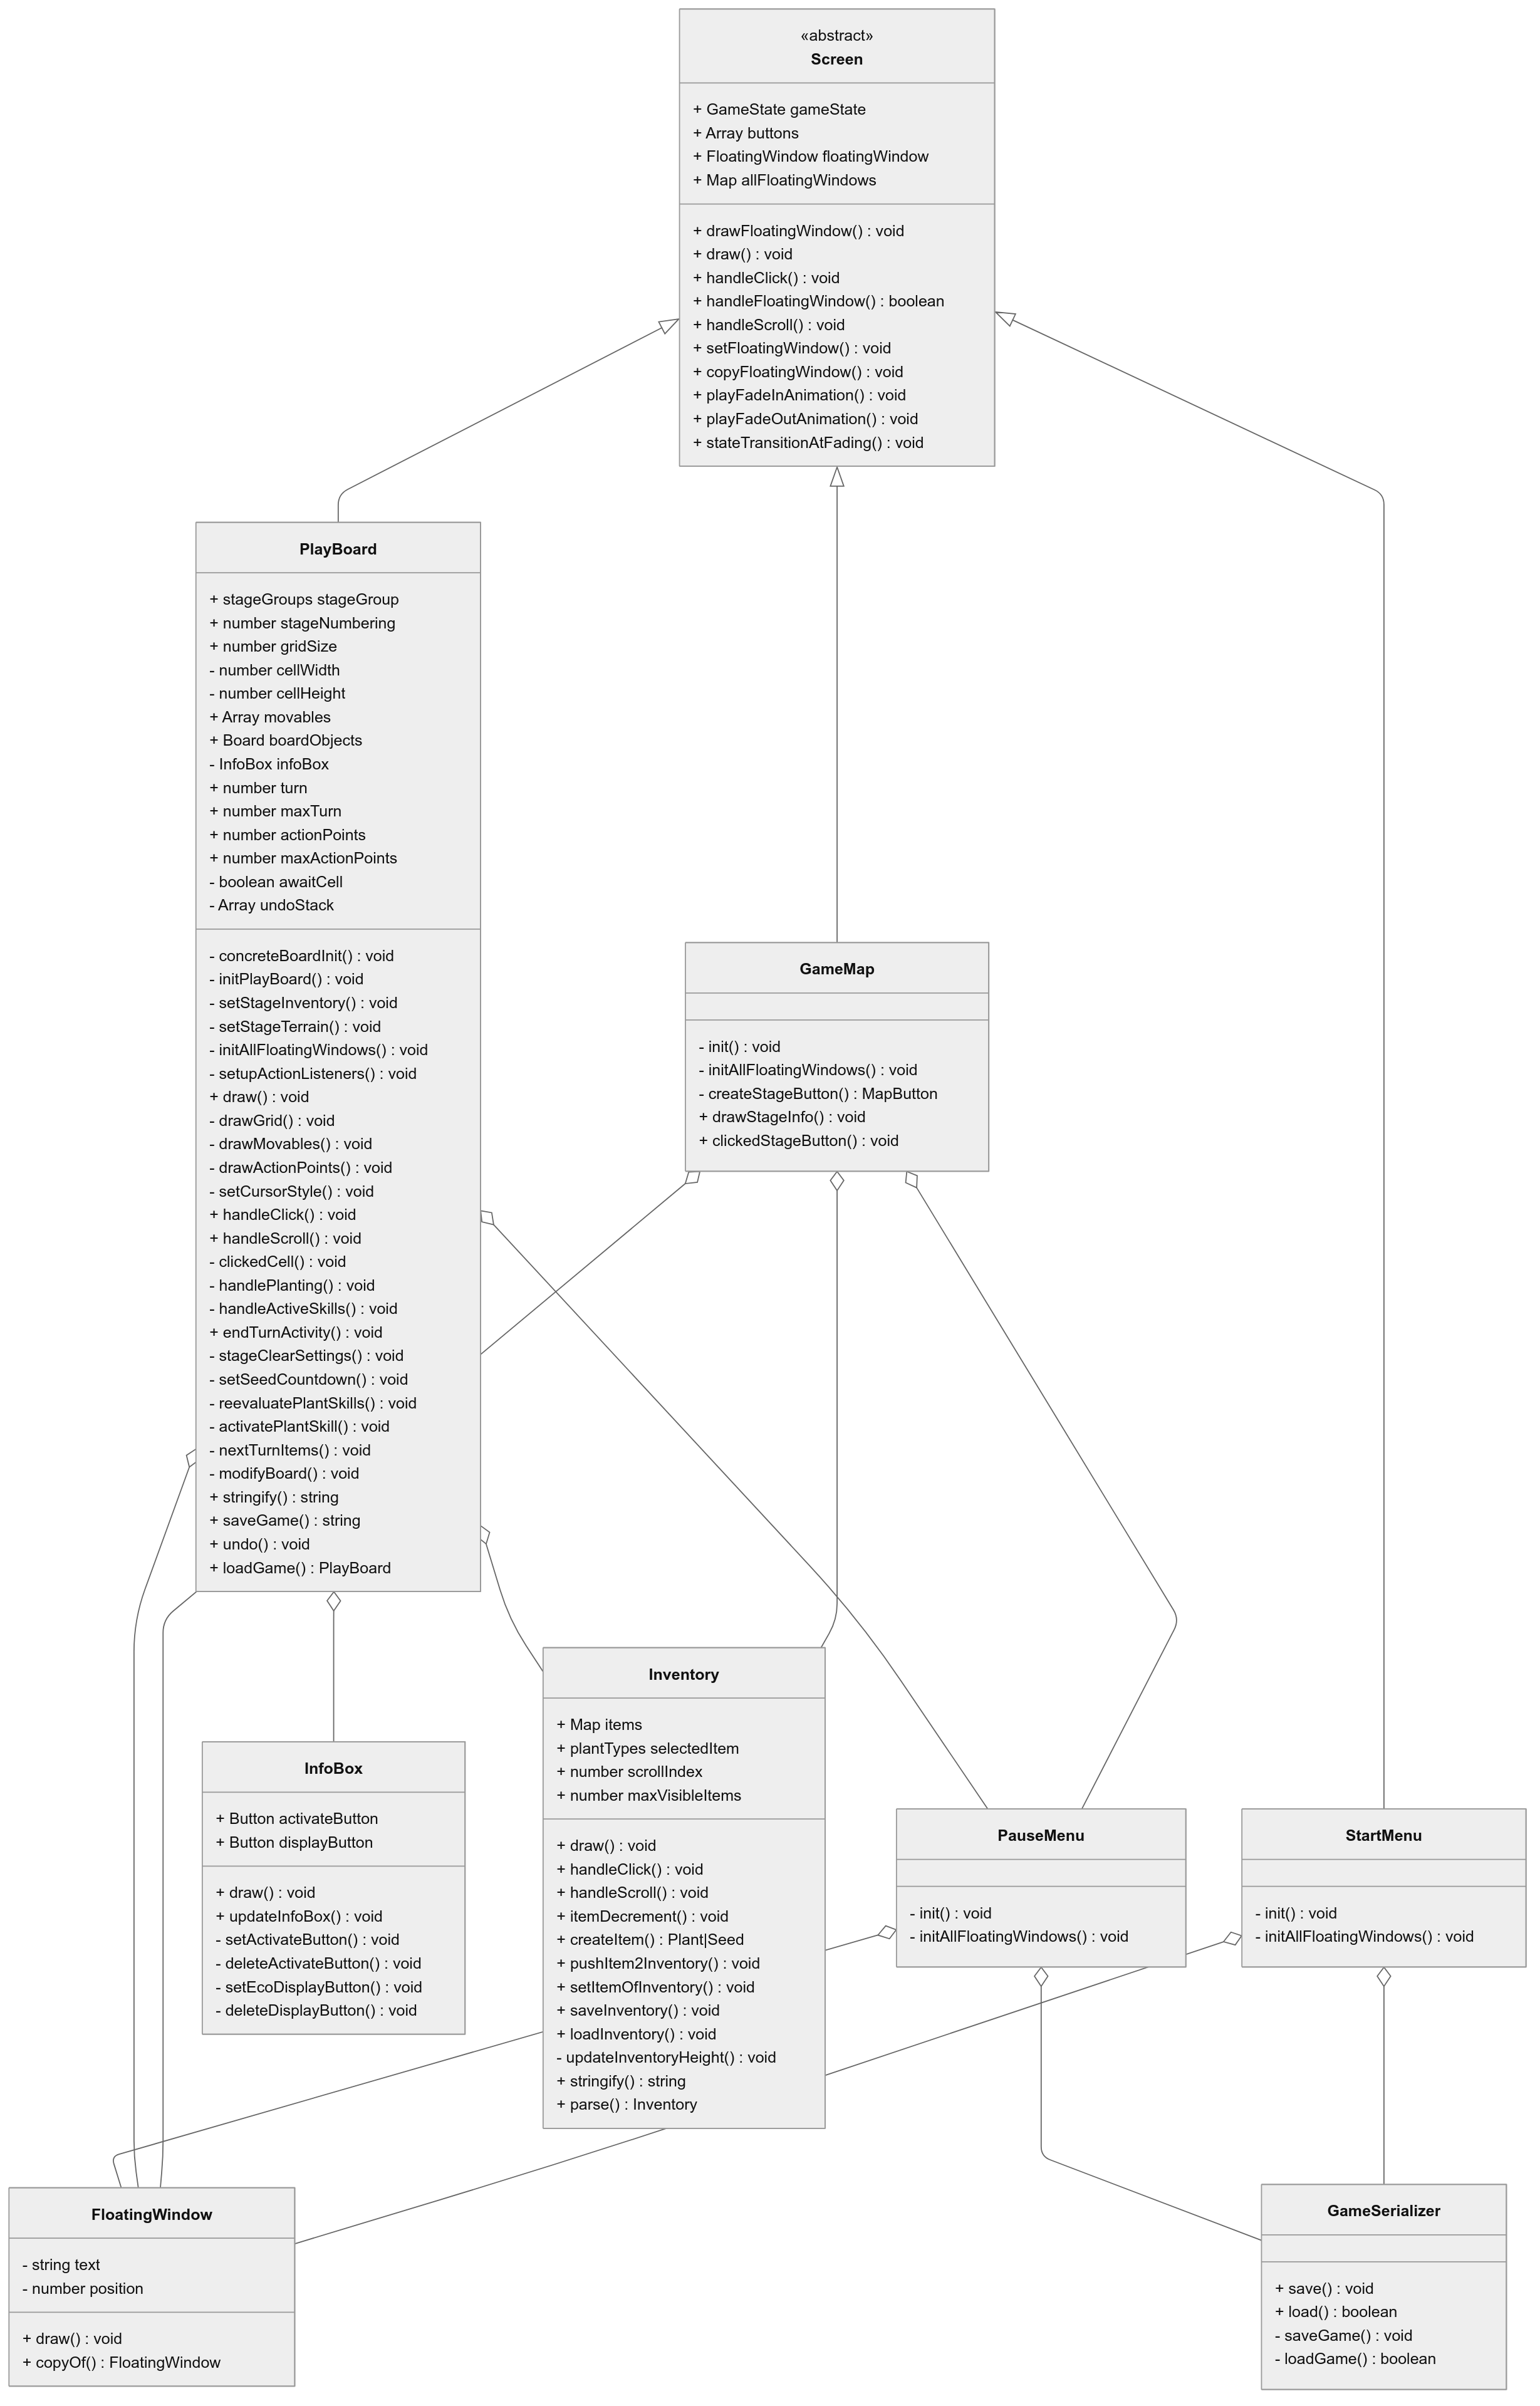 «abstract»
Screen
+ GameState gameState
+ Array buttons
+ FloatingWindow floatingWindow
+ Map allFloatingWindows
+ drawFloatingWindow() : void
+ draw() : void
+ handleClick() : void
+ handleFloatingWindow() : boolean
+ handleScroll() : void
+ setFloatingWindow() : void
+ copyFloatingWindow() : void
+ playFadeInAnimation() : void
+ playFadeOutAnimation() : void
+ stateTransitionAtFading() : void
PlayBoard
+ stageGroups stageGroup
+ number stageNumbering
+ number gridSize
- number cellWidth
- number cellHeight
+ Array movables
+ Board boardObjects
- InfoBox infoBox
+ number turn
+ number maxTurn
+ number actionPoints
+ number maxActionPoints
- boolean awaitCell
- Array undoStack
- concreteBoardInit() : void
- initPlayBoard() : void
- setStageInventory() : void
- setStageTerrain() : void
- initAllFloatingWindows() : void
- setupActionListeners() : void
+ draw() : void
- drawGrid() : void
- drawMovables() : void
- drawActionPoints() : void
- setCursorStyle() : void
+ handleClick() : void
+ handleScroll() : void
- clickedCell() : void
- handlePlanting() : void
- handleActiveSkills() : void
+ endTurnActivity() : void
- stageClearSettings() : void
- setSeedCountdown() : void
- reevaluatePlantSkills() : void
- activatePlantSkill() : void
- nextTurnItems() : void
- modifyBoard() : void
+ stringify() : string
+ saveGame() : string
+ undo() : void
+ loadGame() : PlayBoard
GameMap
- init() : void
- initAllFloatingWindows() : void
- createStageButton() : MapButton
+ drawStageInfo() : void
+ clickedStageButton() : void
Inventory
+ Map items
+ plantTypes selectedItem
+ number scrollIndex
+ number maxVisibleItems
+ draw() : void
+ handleClick() : void
+ handleScroll() : void
+ itemDecrement() : void
+ createItem() : Plant|Seed
+ pushItem2Inventory() : void
+ setItemOfInventory() : void
+ saveInventory() : void
+ loadInventory() : void
- updateInventoryHeight() : void
+ stringify() : string
+ parse() : Inventory
InfoBox
+ Button activateButton
+ Button displayButton
+ draw() : void
+ updateInfoBox() : void
- setActivateButton() : void
- deleteActivateButton() : void
- setEcoDisplayButton() : void
- deleteDisplayButton() : void
PauseMenu
- init() : void
- initAllFloatingWindows() : void
StartMenu
- init() : void
- initAllFloatingWindows() : void
FloatingWindow
- string text
- number position
+ draw() : void
+ copyOf() : FloatingWindow
GameSerializer
+ save() : void
+ load() : boolean
- saveGame() : void
- loadGame() : boolean